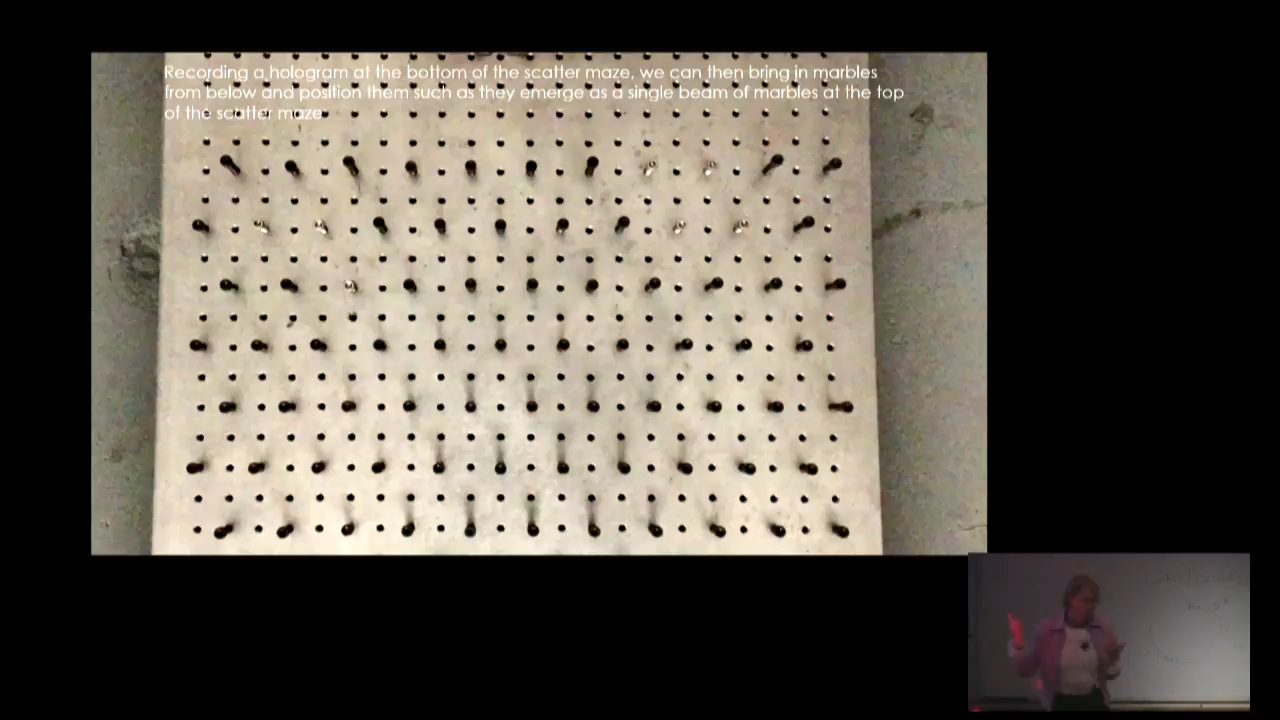 Recording a hologram at the bottom of the scatter maze, we can then bring in marbles
from below and position them such as they emerge as a single beam of marbles at the top
of the scatter maze